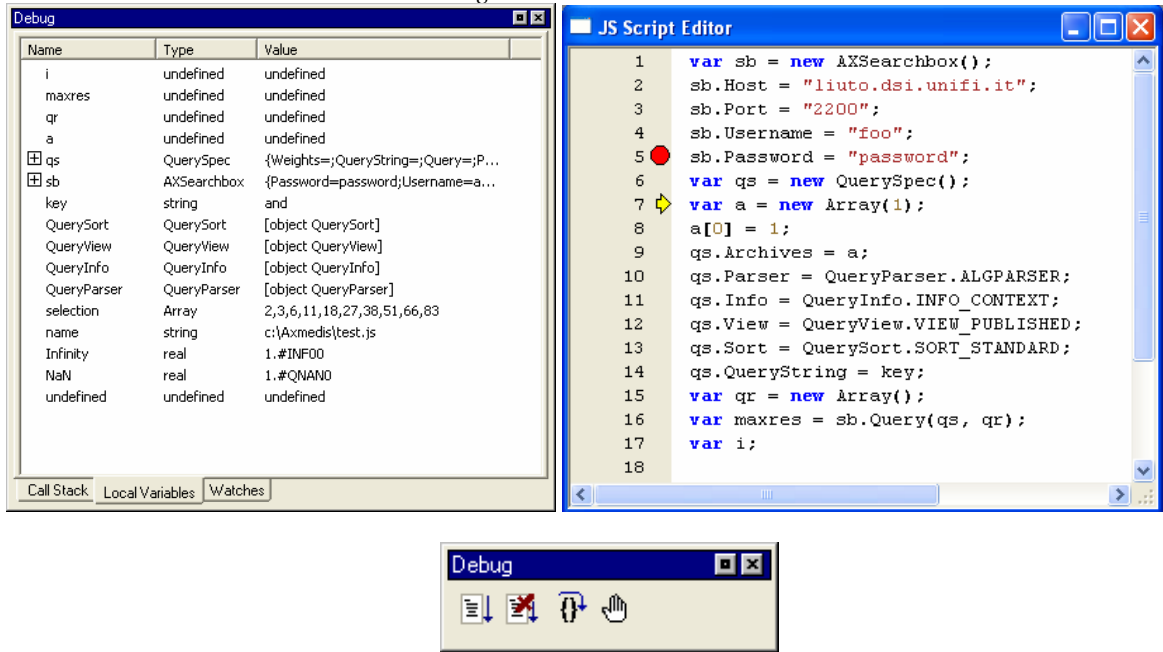 Debug
Name Type Value
i undefined undefined
maxres undefined undefined
qr undefined undefined
a undefined undefined
qs QuerySpec {Weights=;QueryString=;Query=;P...
sb AXSearchbox {Password=password;Username=a...
key string and
QuerySort QuerySort [object QuerySort]
QueryView QueryView [object QueryView]
QueryInfo QueryInfo [object QueryInfo]
QueryParser QueryParser [object QueryParser]
selection Array 2,3,6,11,18,27,38,51,66,83
name string c:\Axmedis\test.js
Infinity real 1.#INF00
NaN real 1.#QNAN0
undefined undefined undefined
Call Stack Local Variables Watches
JS Script Editor
1 var sb = new AXSearchbox();
2 sb.Host = "liuto.dsi.unifi.it";
3 sb.Port = "2200";
4 sb.Username = "foo";
5 sb.Password = "password";
6 var qs = new QuerySpec();
7 var a = new Array(1);
8 a[0] = 1;
9 qs.Archives = a;
10 qs.Parser = QueryParser.ALGPARSER;
11 qs.Info = QueryInfo.INFO_CONTEXT;
12 qs.View = QueryView.VIEW_PUBLISHED;
13 qs.Sort = QuerySort.SORT_STANDARD;
14 qs.QueryString = key;
15 var qr = new Array();
16 var maxres = sb.Query(qs, qr);
17 var i;
18
Debug